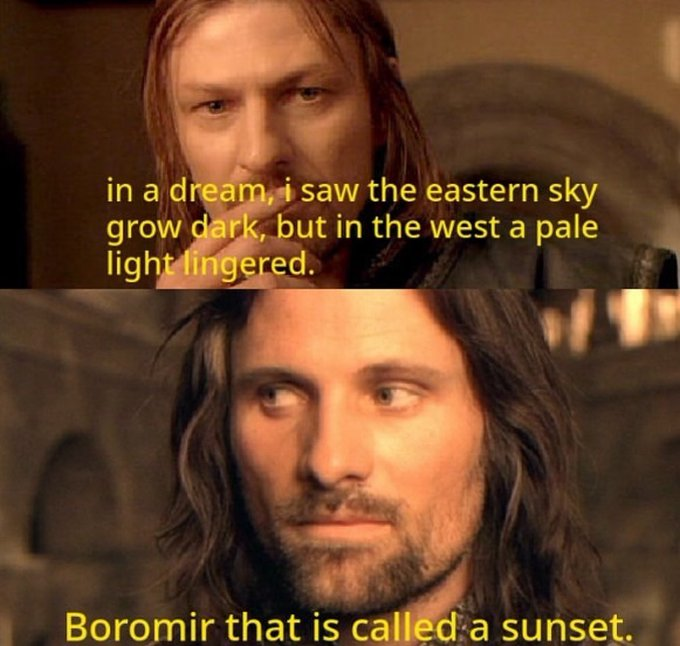 in a dream, i saw the eastern sky
grow dark, but in the west a pale
light lingered.
Boromir that is called a sunset.